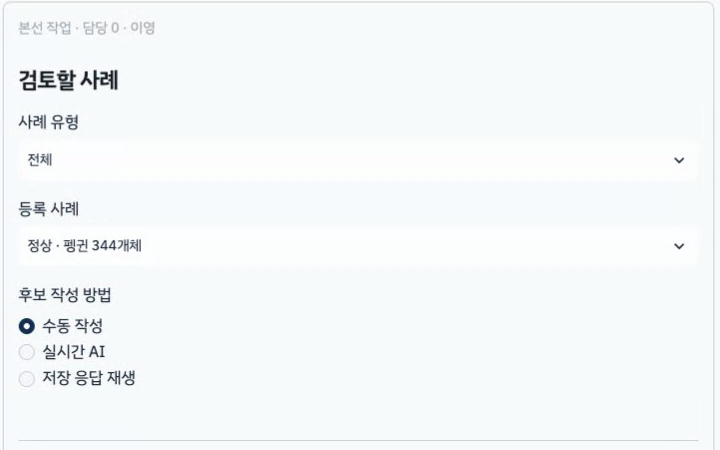 본선 작업 · 담당 0 · 이영
검토할 사례
사례 유형
전체
등록 사례
정상 · 펭귄 344개체
후보 작성 방법
수동 작성
실시간 AI
저장 응답 재생